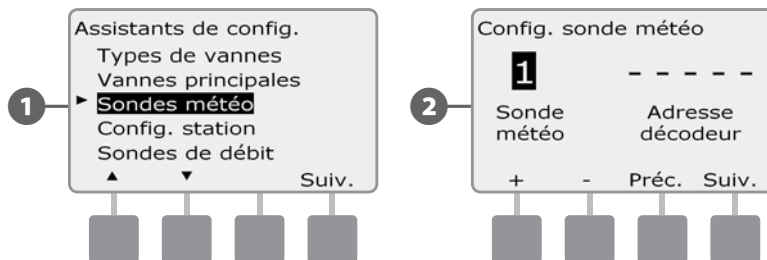 1
Assistants de config.
Types de vannes
Vannes principales
Sondes météo
Config. station
Sondes de débit
Suiv.
2
Config. sonde météo
1 - - - - -
Sonde météo
Adresse décodeur
+ - Préc. Suiv.